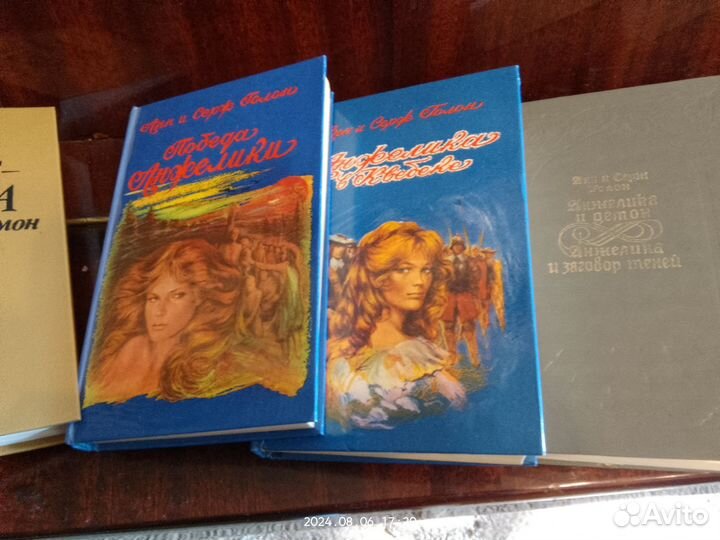 А
мон
Анн и Серж Голон
Победа
Анжелики
Анн и Серж Голон
Анжелика
в Квебеке
Анн и Серж
Голон
Анжелика
и демон
Анжелика
и заговор теней
2024.08.06 17:39
Avito